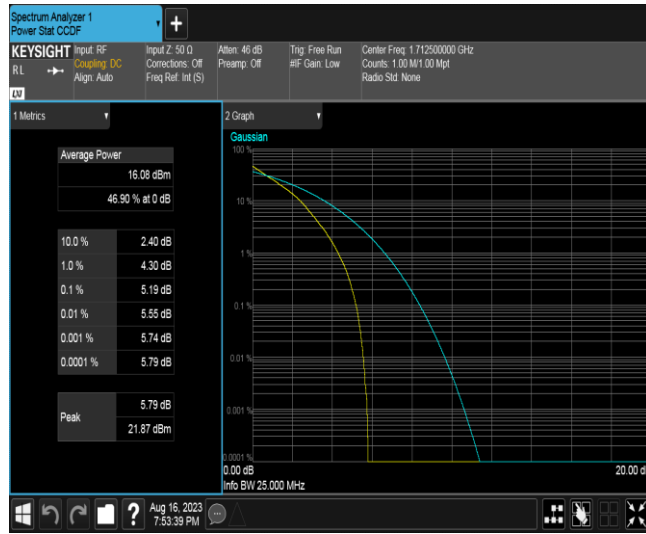 Spectrum Analyzer 1
Power Stat CCDF
+
KEYSIGHT
RL
LXI
Input: RF
Coupling: DC
Align: Auto
Input Z: 50 Ω
Corrections: Off
Freq Ref: Int (S)
Atten: 46 dB
Preamp: Off
Trig: Free Run
#IF Gain: Low
Center Freq: 1.712500000 GHz
Counts: 1.00 M/1.00 Mpt
Radio Std: None
1 Metrics
Average Power
16.08 dBm
46.90 % at 0 dB
10.0 % 2.40 dB
1.0 % 4.30 dB
0.1 % 5.19 dB
0.01 % 5.55 dB
0.001 % 5.74 dB
0.0001 % 5.79 dB
Peak
5.79 dB
21.87 dBm
2 Graph
Gaussian
100 %
10 %
1 %
0.1 %
0.01 %
0.001 %
0.0001 %
0.00 dB
20.00 d
Info BW 25.000 MHz
?
Aug 16, 2023
7:53:39 PM